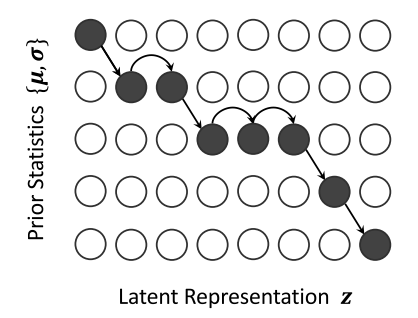 Prior Statistics {μ, σ}
Latent Representation z